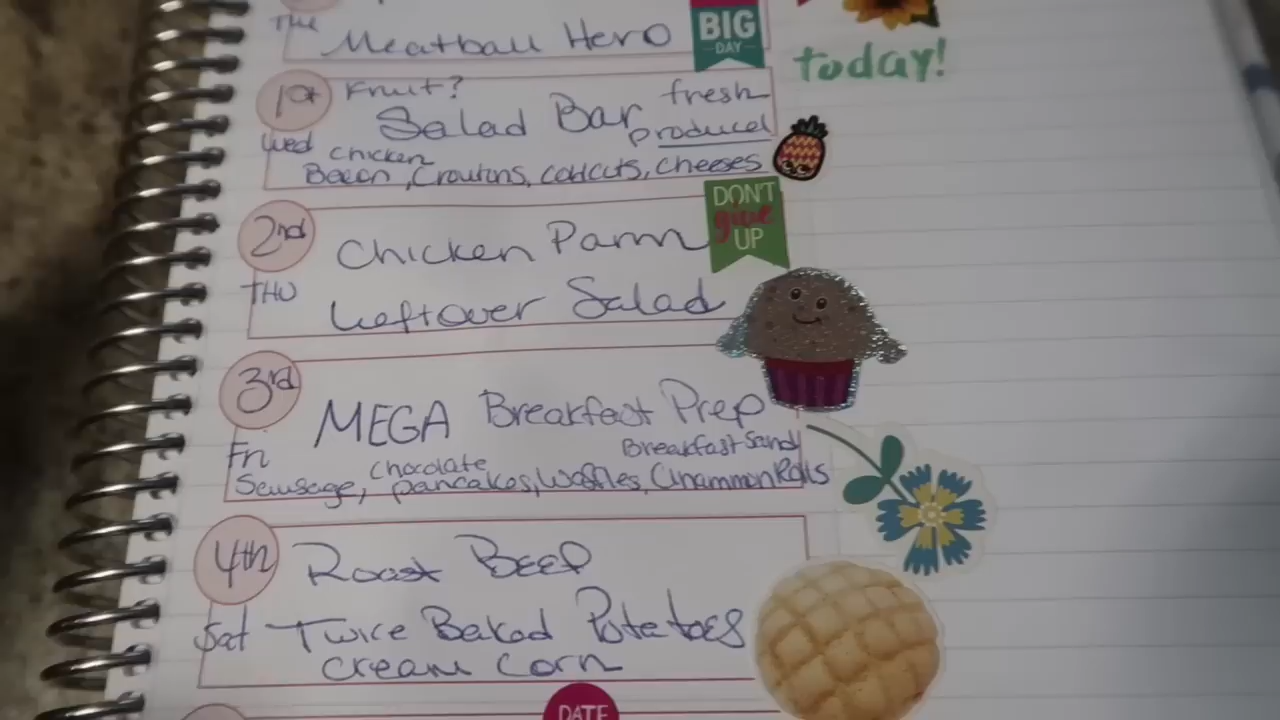 Tue
Meatball Hero
BIG
DAY
today!
1st
Fruit?
Salad Bar fresh
produce
Wed chicken
Bacon, Croutons, coldcuts, cheeses
DON'T
give
UP
2nd
Chicken Parm
THU
Leftover Salad
3rd
MEGA Breakfast Prep
Fri
Breakfast Sand
chocolate
Sausage, pancakes, Waffles, Cinammon Rolls
4th
Roast Beef
Sat Twice Baked Potatoes
cream corn
DATE